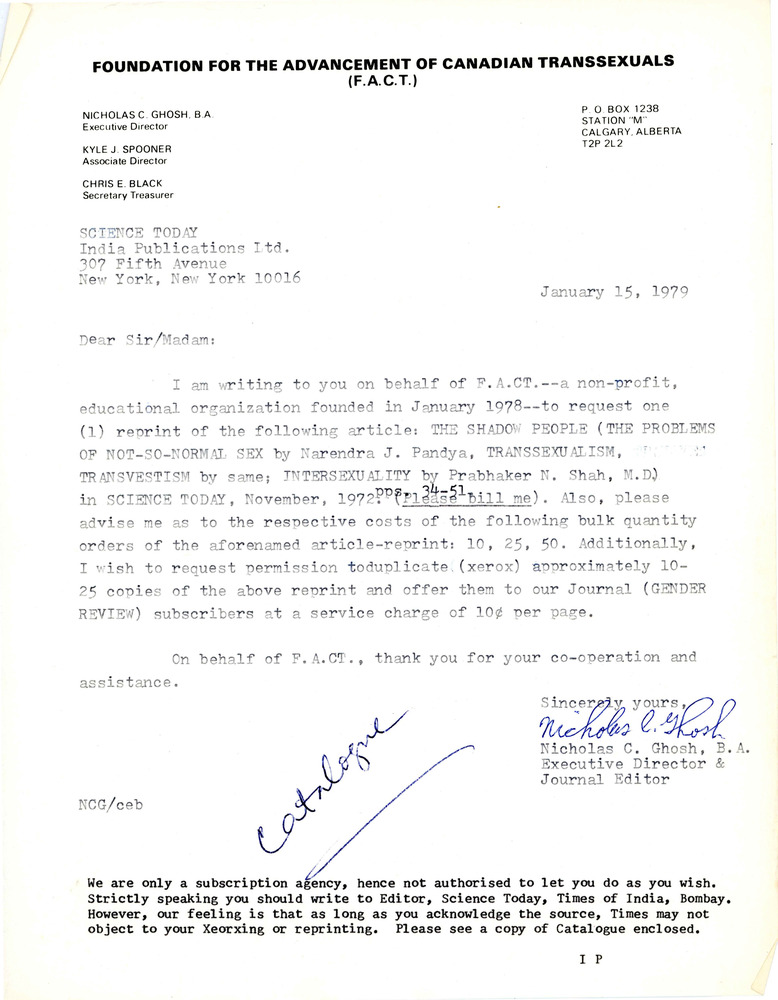 FOUNDATION FOR THE ADVANCEMENT OF CANADIAN TRANSSEXUALS
(F.A.C.T.)
NICHOLAS C. GHOSH, B.A.
Executive Director
KYLE J. SPOONER
Associate Director
CHRIS E. BLACK
Secretary Treasurer
P. O. BOX 1238
STATION "M"
CALGARY, ALBERTA
T2P 2L2
SCIENCE TODAY
India Publications Ltd.
307 Fifth Avenue
New York, New York 10016
January 15, 1979
Dear Sir/Madam:
I am writing to you on behalf of F.A.CT.--a non-profit,
educational organization founded in January 1978--to request one
(1) reprint of the following article: THE SHADOW PEOPLE (THE PROBLEMS
OF NOT-SO-NORMAL SEX by Narendra J. Pandya, TRANSSEXUALISM,
TRANSVESTISM by same; INTERSEXUALITY by Prabhaker N. Shah, M.D)
in SCIENCE TODAY, November, 1972, pps. 34-51. (Please bill me). Also, please
advise me as to the respective costs of the following bulk quantity
orders of the aforenamed article-reprint: 10, 25, 50. Additionally,
I wish to request permission toduplicate (xerox) approximately 10-
25 copies of the above reprint and offer them to our Journal (GENDER
REVIEW) subscribers at a service charge of 10¢ per page.
On behalf of F.A.CT., thank you for your co-operation and
assistance.
Sincerely yours,
Nicholas C. Ghosh
Nicholas C. Ghosh, B.A.
Executive Director &
Journal Editor
NCG/ceb
Catalogue
We are only a subscription agency, hence not authorised to let you do as you wish.
Strictly speaking you should write to Editor, Science Today, Times of India, Bombay.
However, our feeling is that as long as you acknowledge the source, Times may not
object to your Xeorxing or reprinting. Please see a copy of Catalogue enclosed.
I P